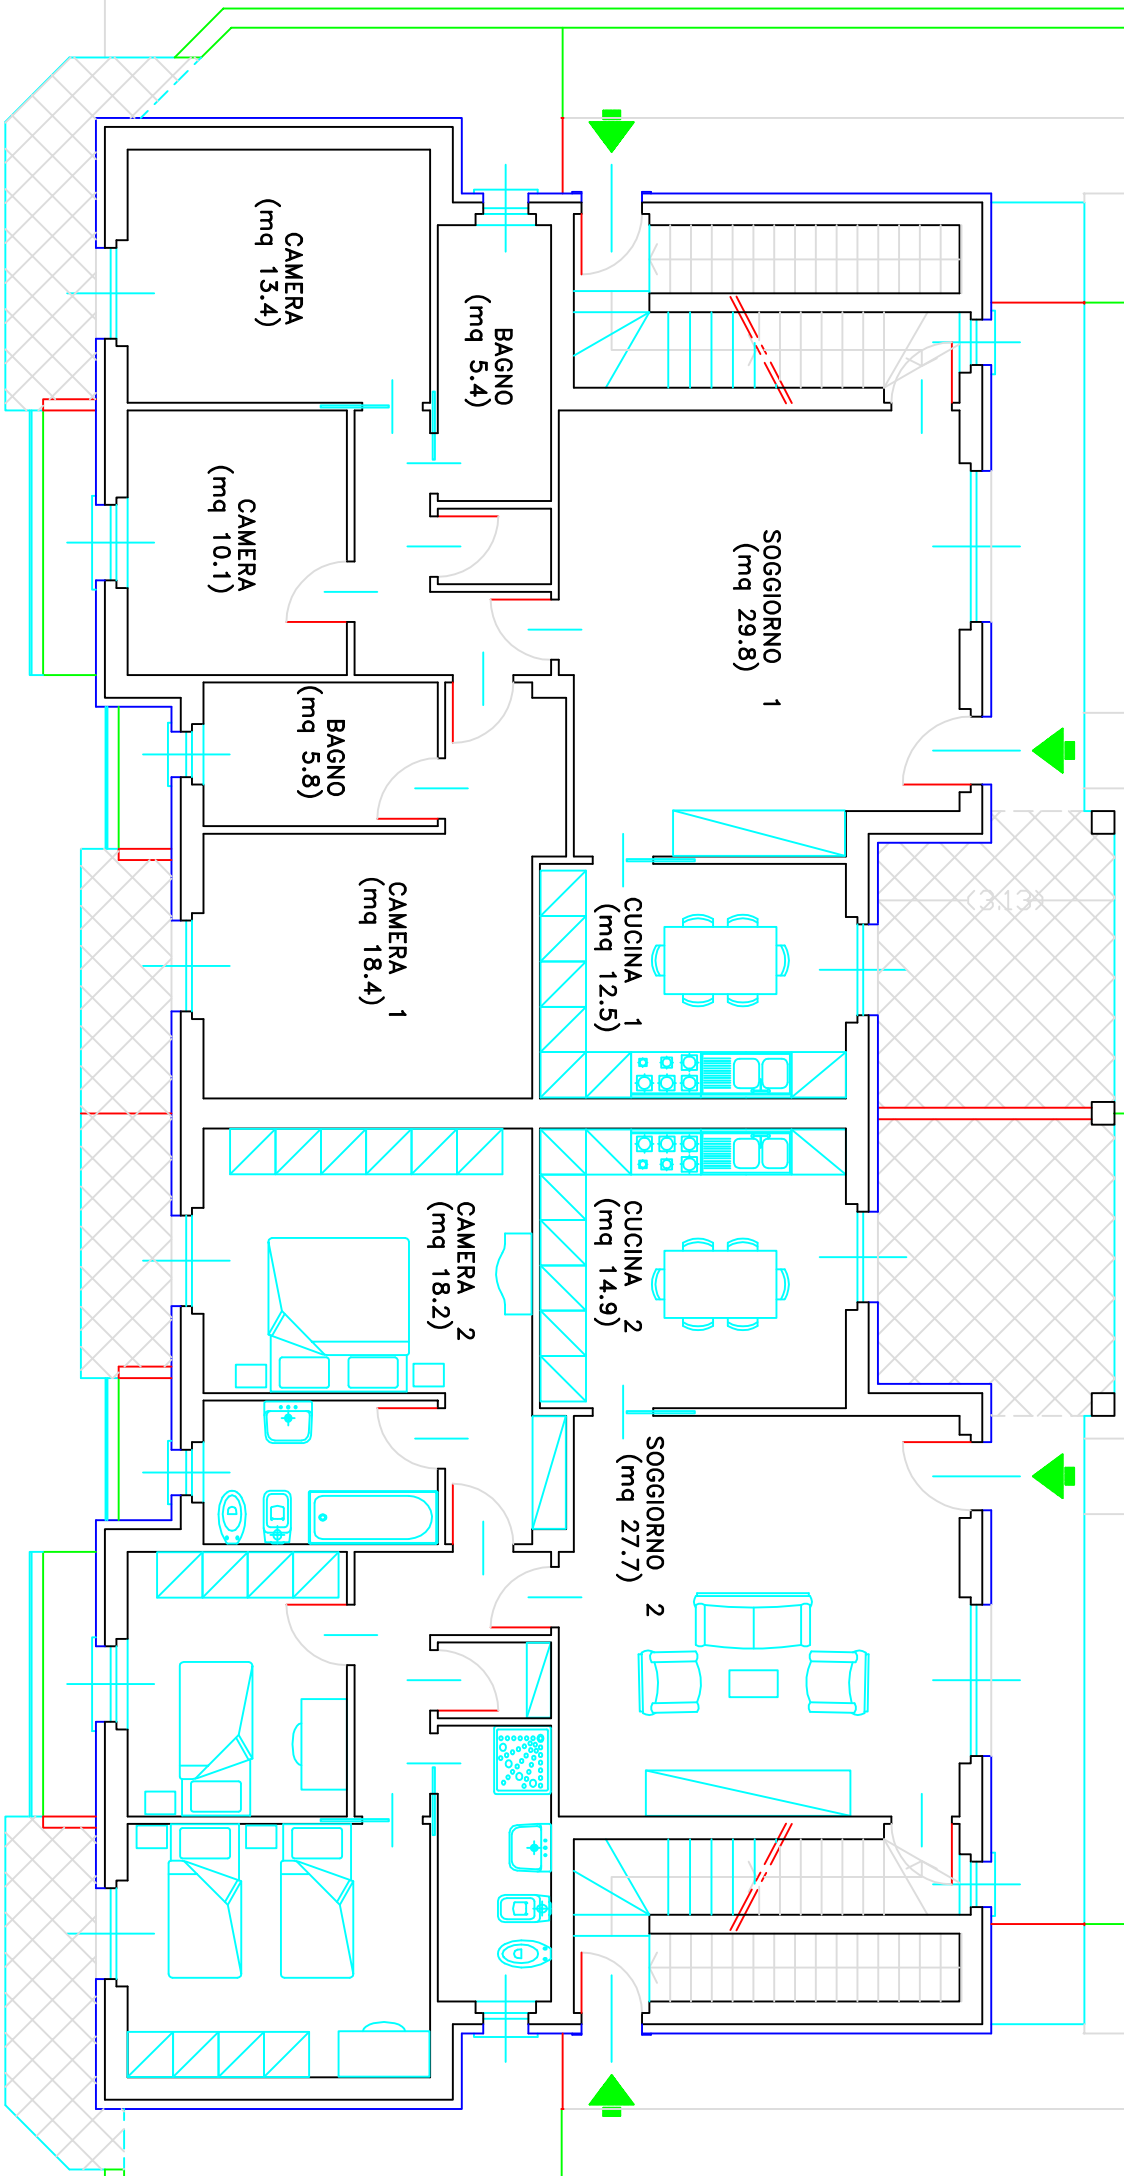 CAMERA
(mq 13.4)
BAGNO
(mq 5.4)
CAMERA
(mq 10.1)
SOGGIORNO 1
(mq 29.8)
BAGNO
(mq 5.8)
CAMERA 1
(mq 18.4)
CUCINA 1
(mq 12.5)
(3.13)
CAMERA 2
(mq 18.2)
CUCINA 2
(mq 14.9)
SOGGIORNO 2
(mq 27.7)